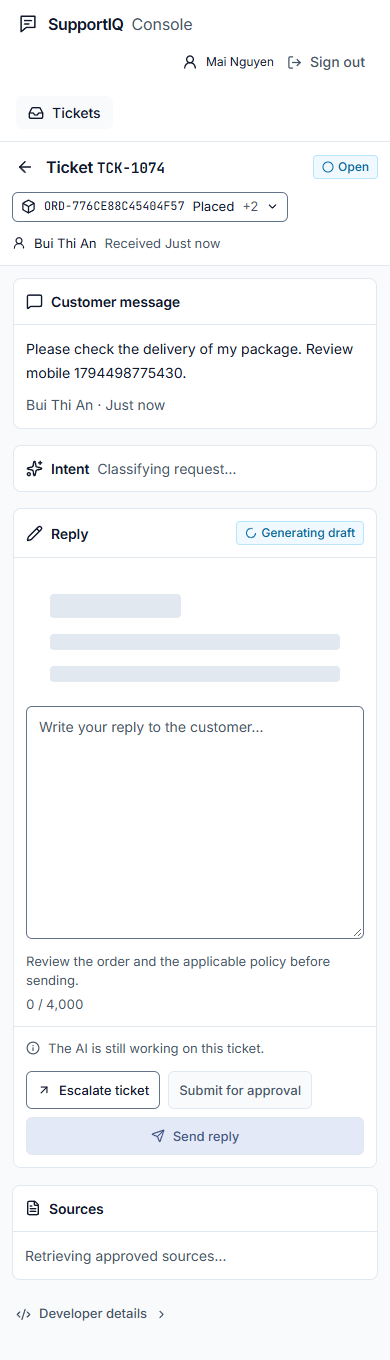 SupportIQ Console
Mai Nguyen Sign out
Tickets
Ticket TCK-1074 Open
ORD-776CE88C45404F57 Placed +2
Bui Thi An Received Just now
Customer message
Please check the delivery of my package. Review
mobile 1794498775430.
Bui Thi An · Just now
Intent Classifying request...
Reply Generating draft
Write your reply to the customer...
Review the order and the applicable policy before
sending.
0 / 4,000
The AI is still working on this ticket.
Escalate ticket Submit for approval
Send reply
Sources
Retrieving approved sources...
Developer details